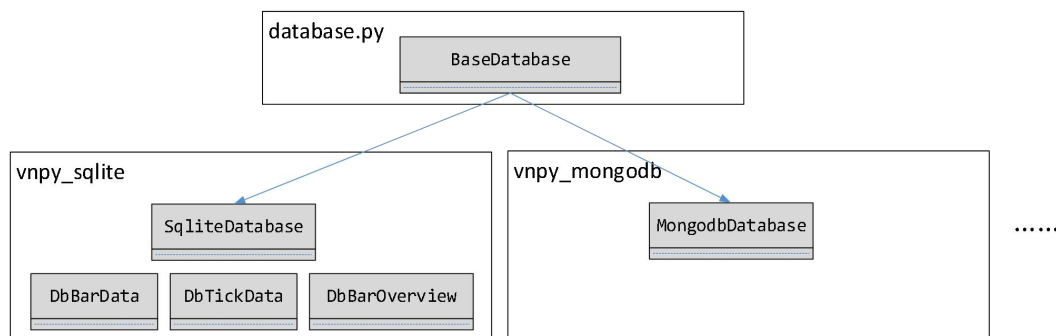 database.py
BaseDatabase
vnpy_sqlite
vnpy_mongodb
SqliteDatabase
MongodbDatabase
……
DbBarData
DbTickData
DbBarOverview